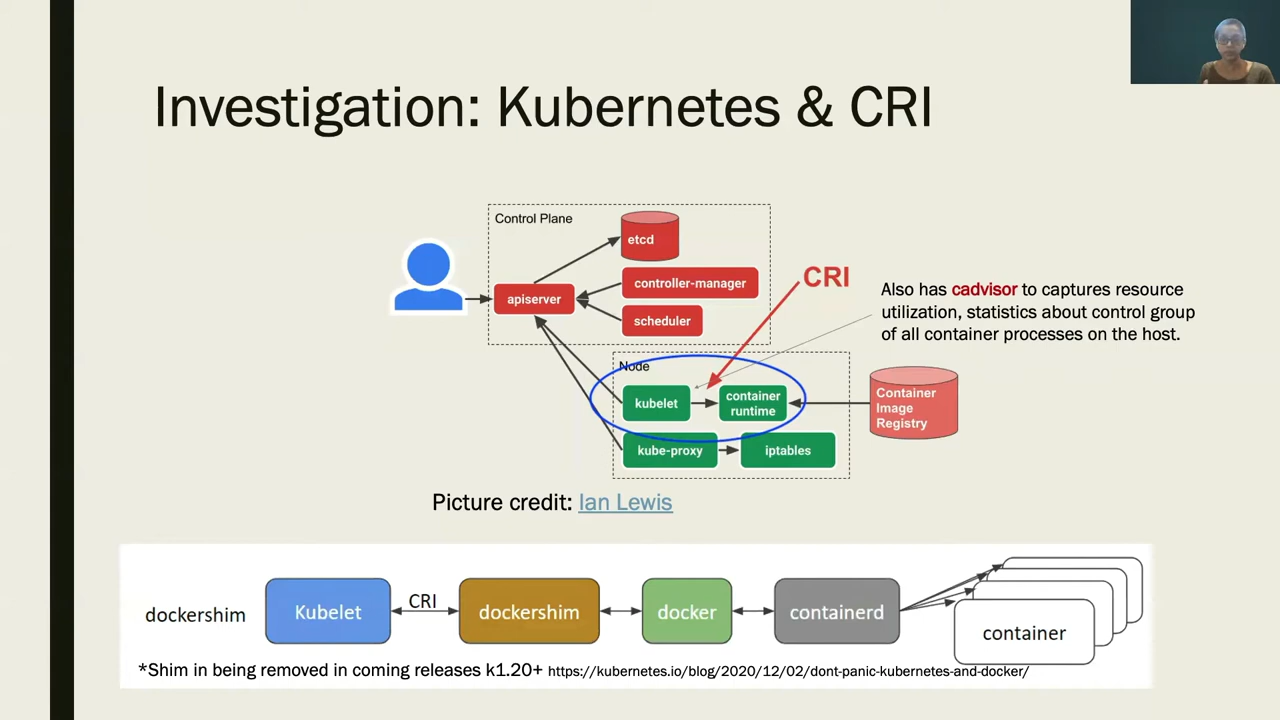 Investigation: Kubernetes & CRI
Control Plane
etcd
controller-manager
apiserver
scheduler
CRI
Also has cadvisor to captures resource
utilization, statistics about control group
of all container processes on the host.
Node
kubelet
container
runtime
Container
Image
Registry
kube-proxy
iptables
Picture credit: Ian Lewis
dockershim
Kubelet
CRI
dockershim
docker
containerd
container
*Shim in being removed in coming releases k1.20+ https://kubernetes.io/blog/2020/12/02/dont-panic-kubernetes-and-docker/